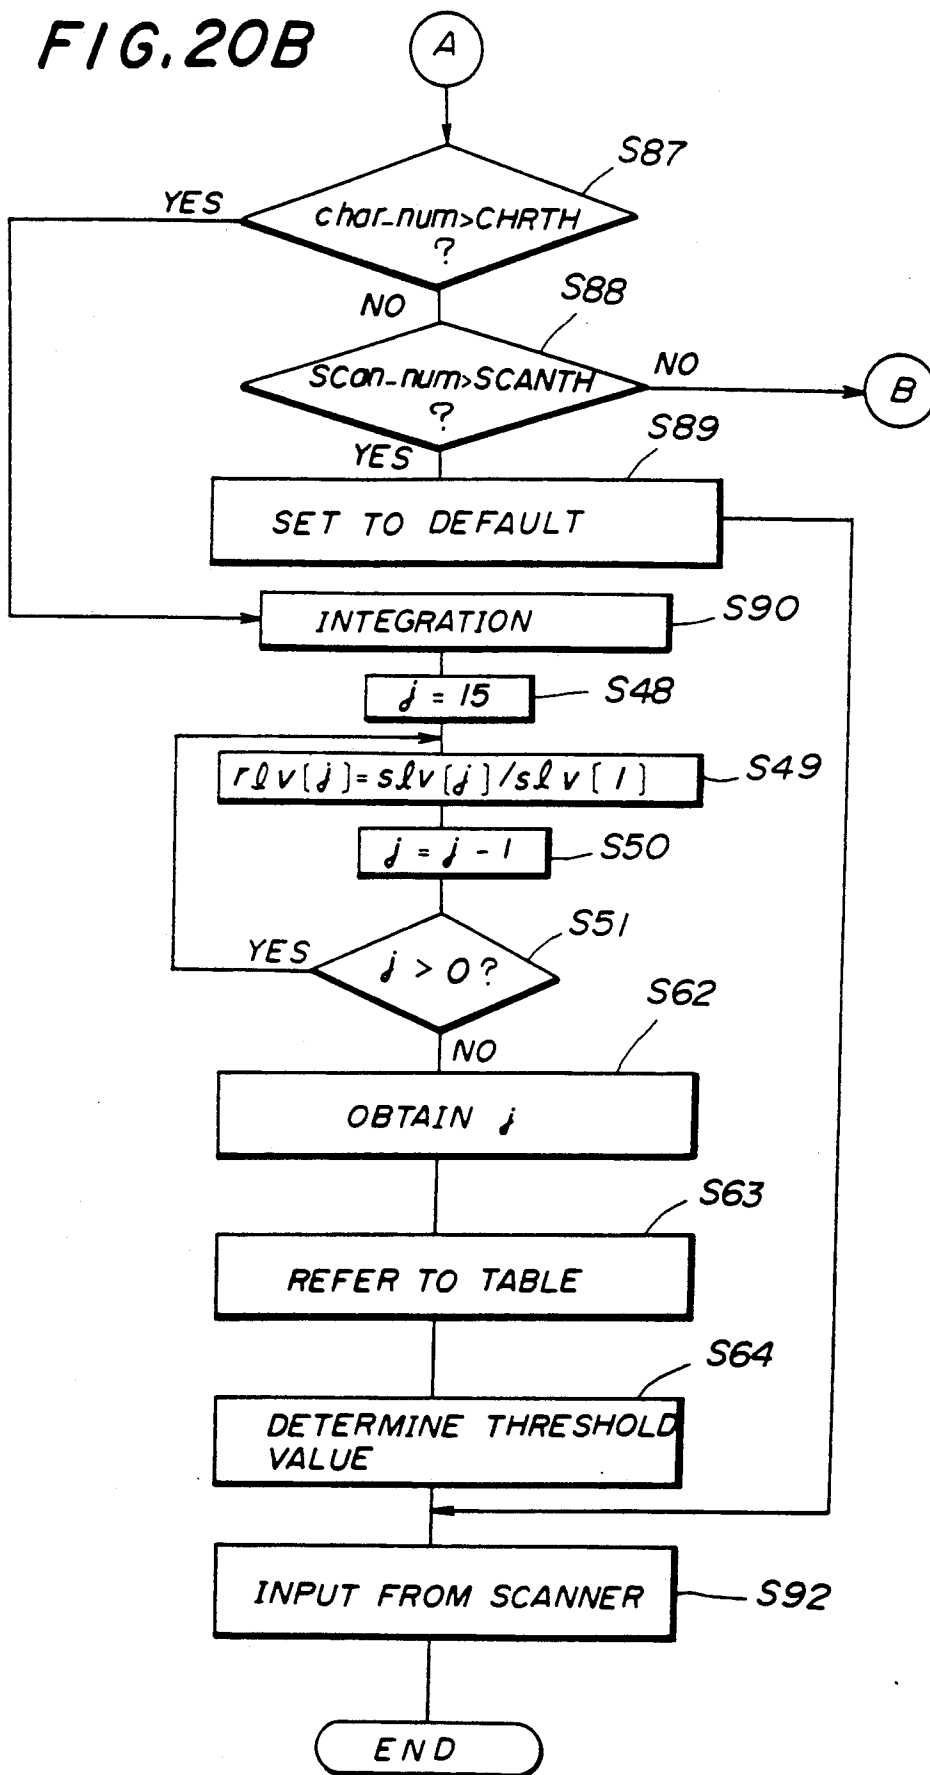 FIG. 20B
A
S87
YES
char_num>CHRTH
?
NO
S88
Scan-num>SCANTH
?
NO
B
YES
S89
SET TO DEFAULT
INTEGRATION
S90
j = 15
S48
rlv[j]=slv[j]/slv[1]
S49
j = j - 1
S50
S51
YES
j > 0?
NO
S62
OBTAIN j
S63
REFER TO TABLE
S64
DETERMINE THRESHOLD
VALUE
INPUT FROM SCANNER
S92
END